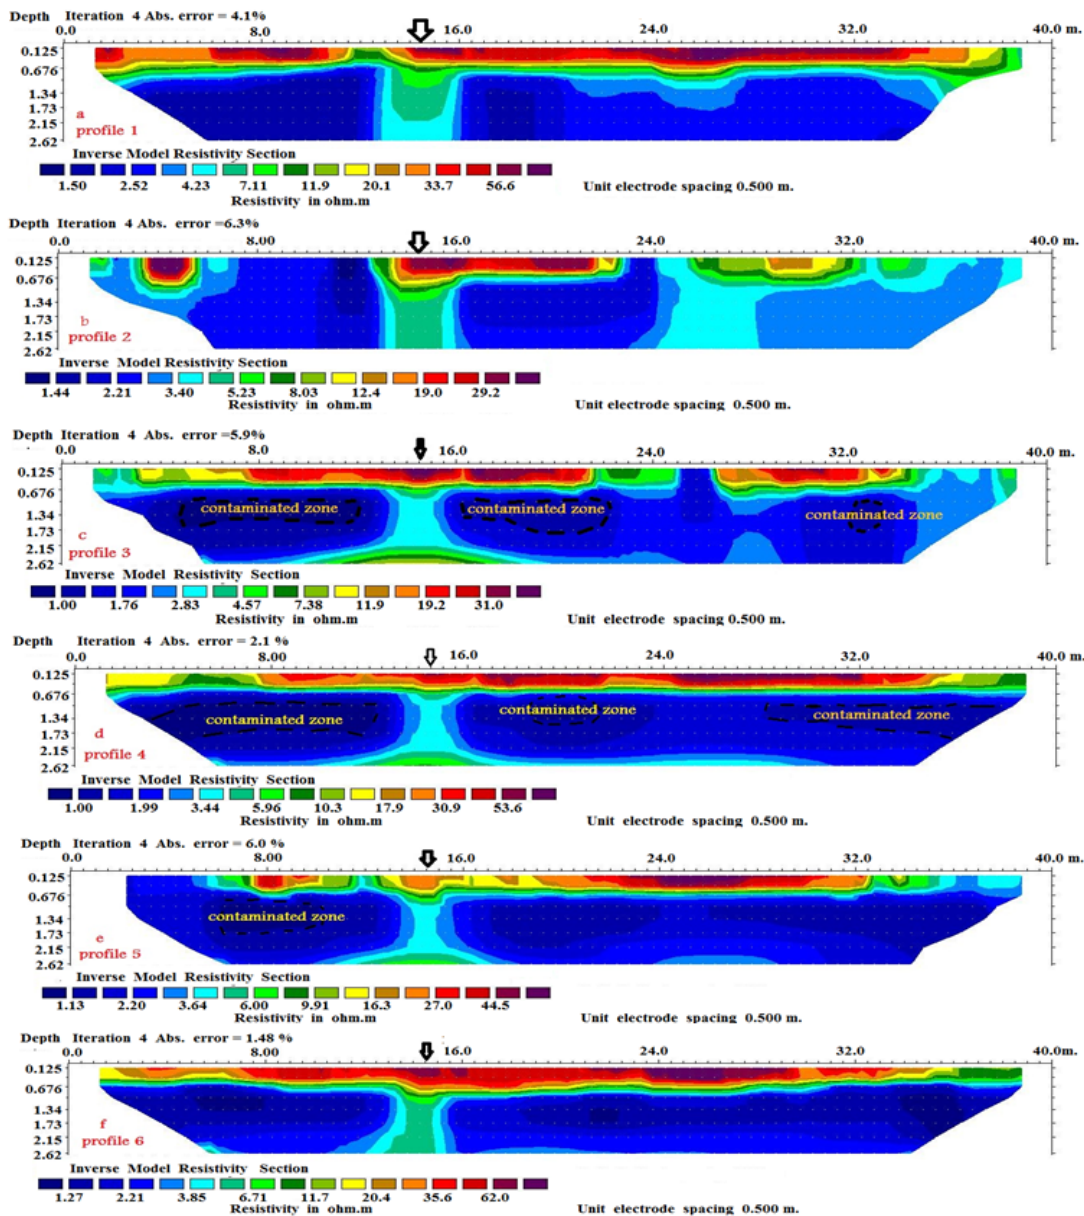 Depth Iteration 4 Abs. error = 4.1%
0.0 8.0 16.0 24.0 32.0 40.0 m.
0.125
0.676
1.34
1.73
2.15
2.62
a
profile 1
Inverse Model Resistivity Section
1.50 2.52 4.23 7.11 11.9 20.1 33.7 56.6
Resistivity in ohm.m
Unit electrode spacing 0.500 m.
Depth Iteration 4 Abs. error =6.3%
0.0 8.00 16.0 24.0 32.0 40.0 m.
0.125
0.676
1.34
1.73
2.15
2.62
b
profile 2
Inverse Model Resistivity Section
1.44 2.21 3.40 5.23 8.03 12.4 19.0 29.2
Resistivity in ohm.m
Unit electrode spacing 0.500 m.
Depth Iteration 4 Abs. error =5.9%
0.0 8.0 16.0 24.0 32.0 40.0 m.
0.125
0.676
1.34
1.73
2.15
2.62
contaminated zone contaminated zone contaminated zone
c
profile 3
Inverse Model Resistivity Section
1.00 1.76 2.83 4.57 7.38 11.9 19.2 31.0
Resistivity in ohm.m
Unit electrode spacing 0.500 m.
Depth Iteration 4 Abs. error = 2.1 %
0.0 8.00 16.0 24.0 32.0 40.0 m.
0.125
0.676
1.34
1.73
2.15
2.62
contaminated zone contaminated zone contaminated zone
d
profile 4
Inverse Model Resistivity Section
1.00 1.99 3.44 5.96 10.3 17.9 30.9 53.6
Resistivity in ohm.m
Unit electrode spacing 0.500 m.
Depth Iteration 4 Abs. error = 6.0 %
0.0 8.00 16.0 24.0 32.0 40.0 m.
0.125
0.676
1.34
1.73
2.15
2.62
contaminated zone
e
profile 5
Inverse Model Resistivity Section
1.13 2.20 3.64 6.00 9.91 16.3 27.0 44.5
Resistivity in ohm.m
Unit electrode spacing 0.500 m.
Depth Iteration 4 Abs. error = 1.48 %
0.0 8.00 16.0 24.0 32.0 40.0m.
0.125
0.676
1.34
1.73
2.15
2.62
f
profile 6
Inverse Model Resistivity Section
1.27 2.21 3.85 6.71 11.7 20.4 35.6 62.0
Resistivity in ohm.m
Unit electrode spacing 0.500 m.